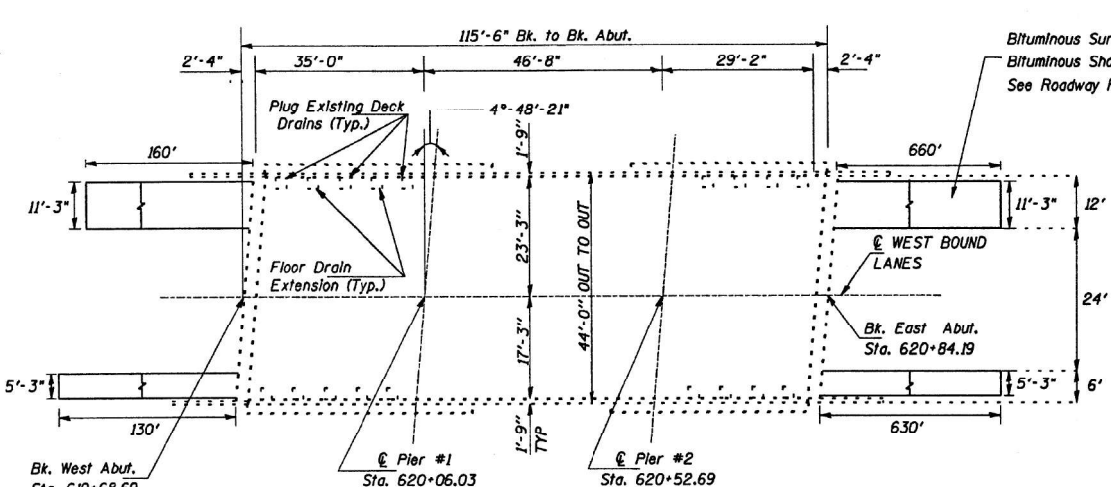 115'-6" Bk. to Bk. Abut.
2'-4"
35'-0"
46'-8"
29'-2"
2'-4"
Bituminous Sur
Bituminous Sho
See Roadway
Plug Existing Deck
Drains (Typ.)
4°-48'-21"
1'-9"
160'
660'
11'-3"
11'-3"
12'
23'-3"
44'-0" OUT TO OUT
℄ WEST BOUND
LANES
Floor Drain
Extension (Typ.)
24'
17'-3"
Bk. East Abut.
Sta. 620+84.19
5'-3"
5'-3"
6'
130'
630'
1'-9"
TYP
℄ Pier #1
Sta. 620+06.03
℄ Pier #2
Sta. 620+52.69
Bk. West Abut.